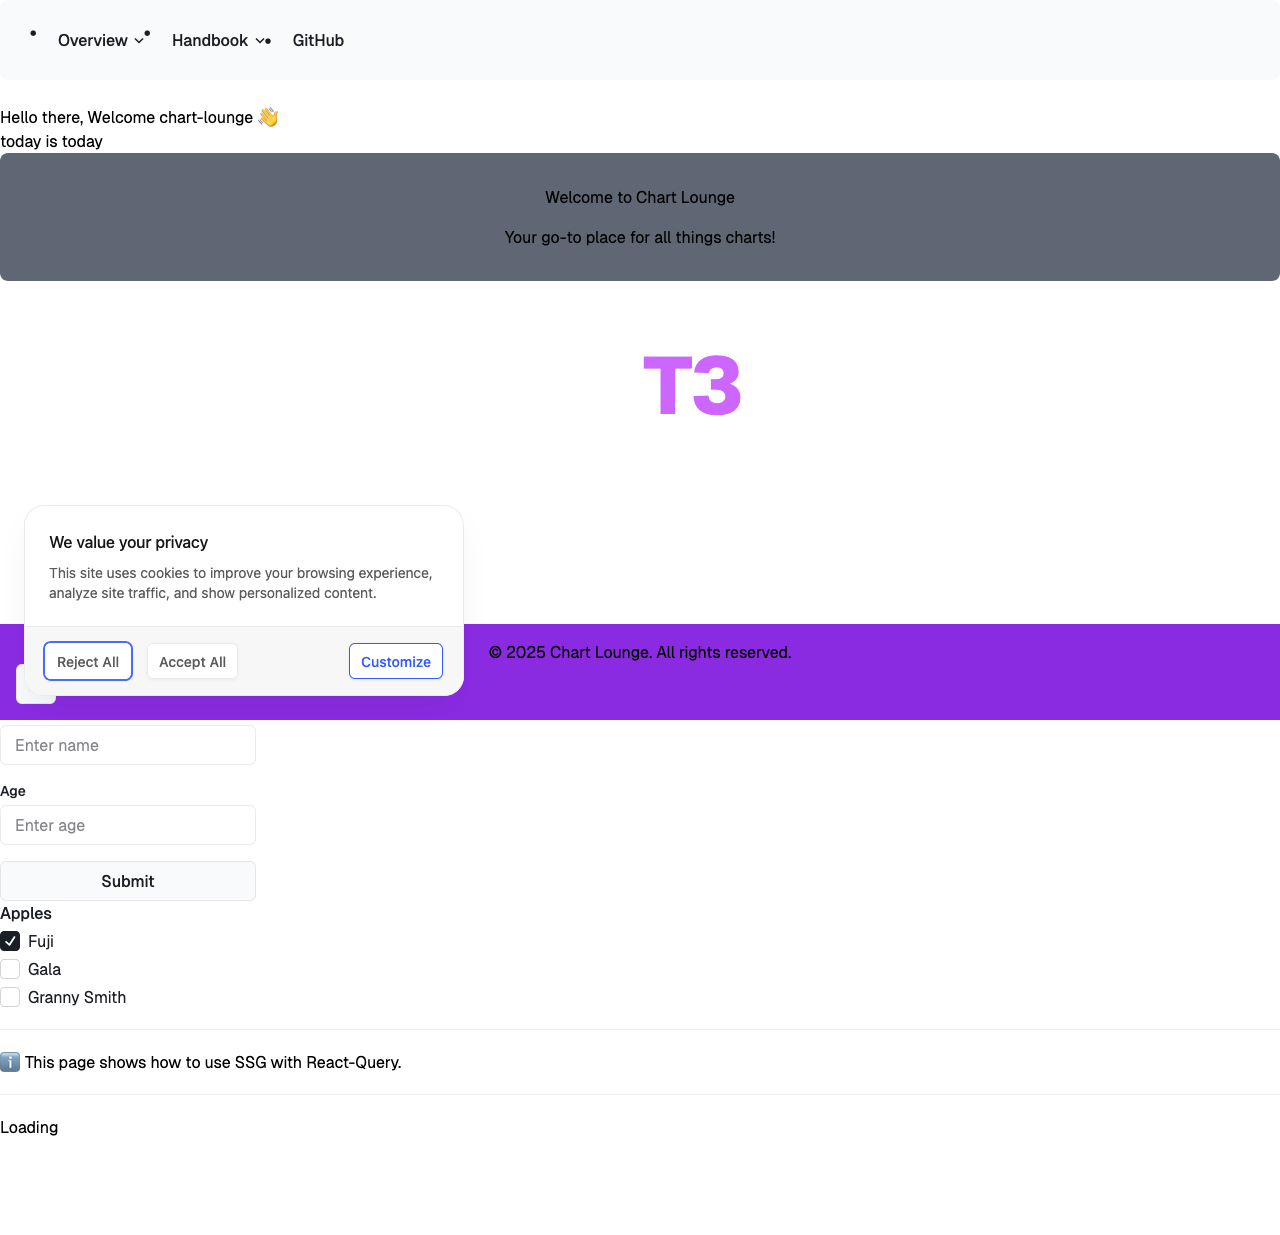 Overview
Handbook
GitHub
Hello there, Welcome chart-lounge 👋
today is today
Welcome to Chart Lounge
Your go-to place for all things charts!
T3
We value your privacy
This site uses cookies to improve your browsing experience,
analyze site traffic, and show personalized content.
Reject All
Accept All
Customize
© 2025 Chart Lounge. All rights reserved.
Enter name
Age
Enter age
Submit
Apples
Fuji
Gala
Granny Smith
ℹ️ This page shows how to use SSG with React-Query.
Loading